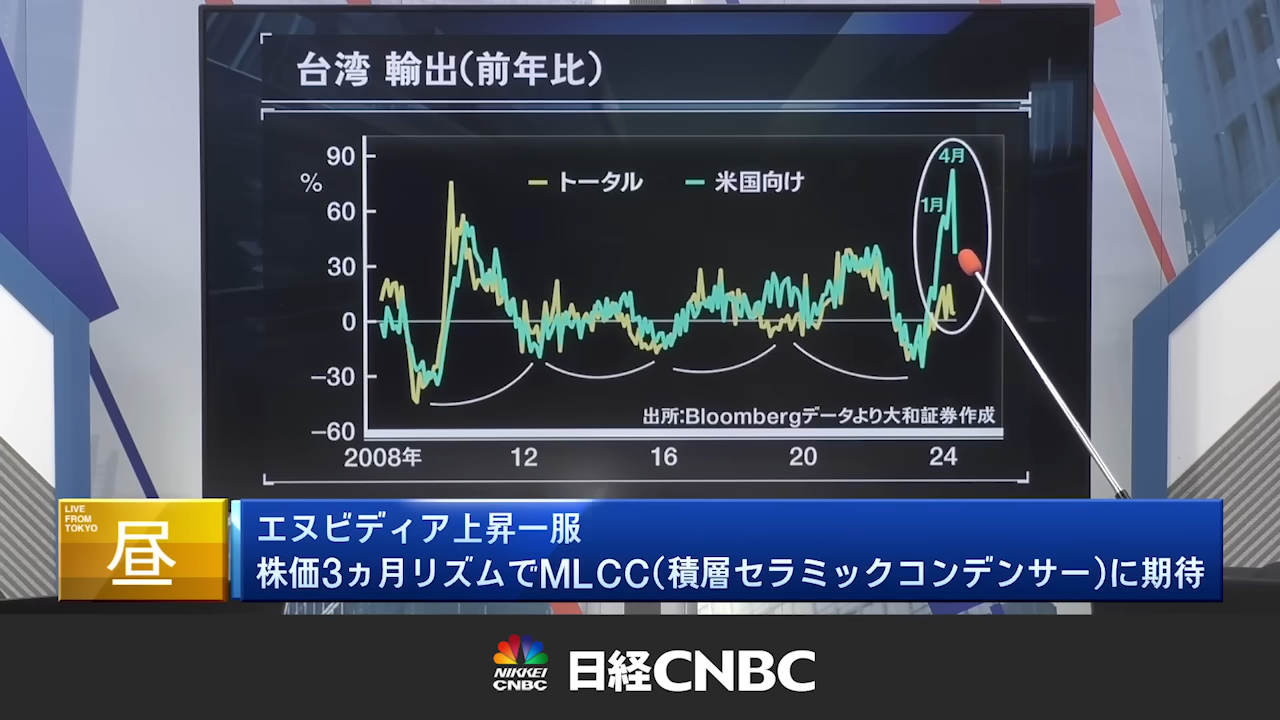 台湾 輸出(前年比)
90
%
トータル
米国向け
4月
1月
60
30
0
-30
-60
出所:Bloombergデータより大和証券作成
2008年
12
16
20
24
LIVE
FROM
TOKYO
昼
エヌビディア上昇一服
株価3ヵ月リズムでMLCC(積層セラミックコンデンサー)に期待
NIKKEI
CNBC
日経CNBC